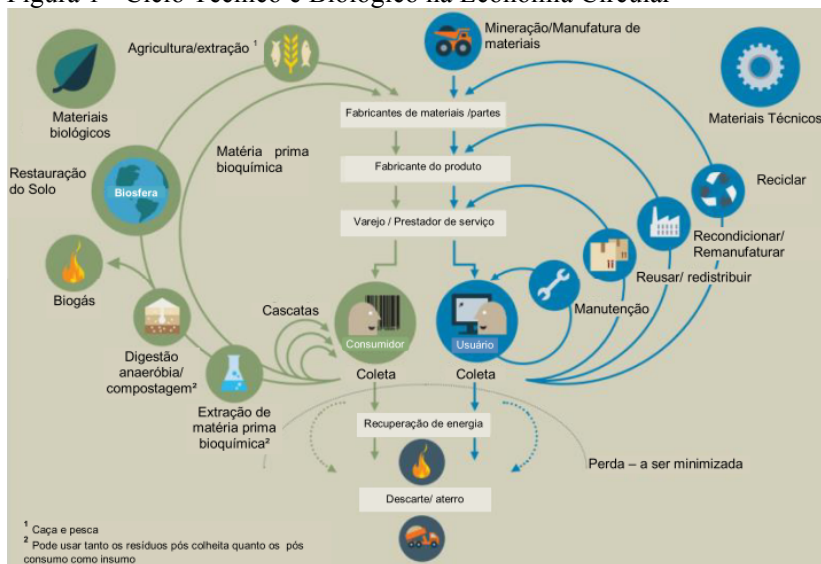 Figura 1 - Ciclo Técnico e Biológico na Economia Circular
Agricultura/extração ¹
Mineração/Manufatura de
materiais
Materiais
biológicos
Materiais Técnicos
Fabricantes de materiais /partes
Matéria prima
bioquímica
Fabricante do produto
Restauração
do Solo
Biosfera
Reciclar
Varejo / Prestador de serviço
Recondicionar/
Remanufaturar
Reusar/ redistribuir
Biogás
Manutenção
Cascatas
Consumidor
Usuário
Digestão
anaeróbia/
compostagem²
Coleta
Coleta
Extração de
matéria prima
bioquímica²
Recuperação de energia
Perda – a ser minimizada
Descarte/ aterro
¹ Caça e pesca
² Pode usar tanto os resíduos pós colheita quanto os pós
consumo como insumo